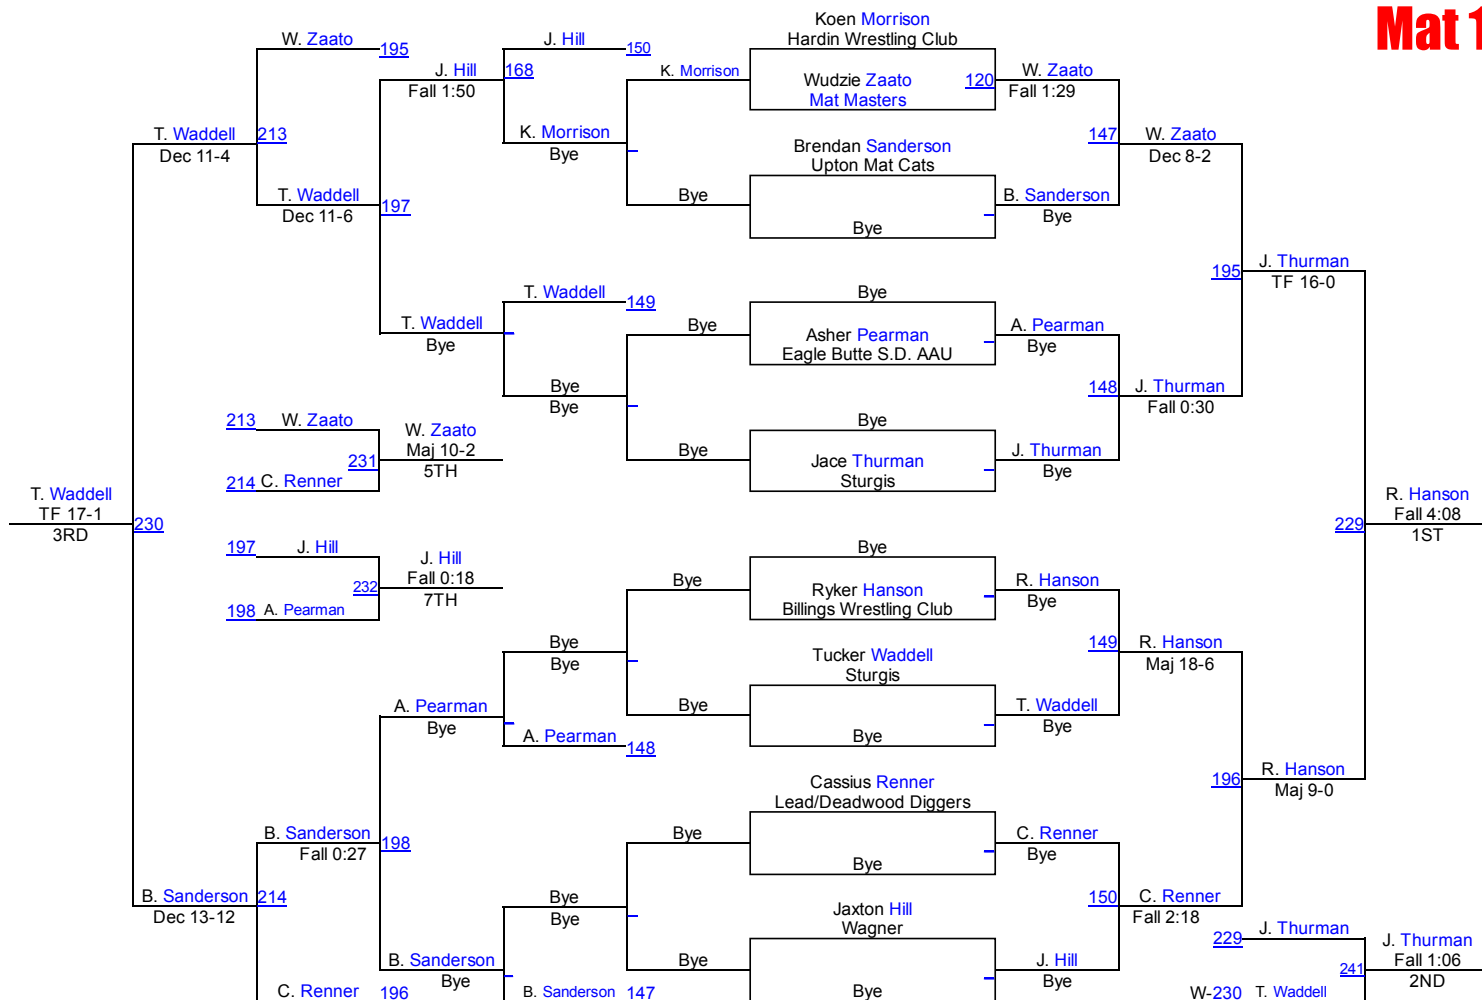 Mat 1
Koen Morrison
Hardin Wrestling Club
W. Zaato
195
J. Hill
150
J. Hill
168
K. Morrison
Wudzie Zaato
120
W. Zaato
Fall 1:50
Mat Masters
Fall 1:29
T. Waddell
213
K. Morrison
Brendan Sanderson
147
W. Zaato
Dec 11-4
Bye
Upton Mat Cats
Dec 8-2
T. Waddell
197
Bye
B. Sanderson
Dec 11-6
Bye
Bye
195
J. Thurman
TF 16-0
T. Waddell
149
Bye
T. Waddell
Bye
Asher Pearman
A. Pearman
Bye
Eagle Butte S.D. AAU
Bye
Bye
148
J. Thurman
Bye
Fall 0:30
213
W. Zaato
W. Zaato
Bye
Maj 10-2
231
5TH
Bye
Jace Thurman
J. Thurman
214
C. Renner
Sturgis
Bye
T. Waddell
R. Hanson
TF 17-1
230
229
Fall 4:08
3RD
1ST
197
J. Hill
J. Hill
Bye
Fall 0:18
232
7TH
Bye
Ryker Hanson
R. Hanson
198
A. Pearman
Billings Wrestling Club
Bye
Bye
149
R. Hanson
Bye
Tucker Waddell
Maj 18-6
Sturgis
A. Pearman
Bye
T. Waddell
Bye
Bye
Bye
A. Pearman
148
Cassius Renner
196
R. Hanson
Lead/Deadwood Diggers
Maj 9-0
B. Sanderson
198
Bye
C. Renner
Fall 0:27
Bye
Bye
B. Sanderson
214
Bye
Jaxton Hill
150
C. Renner
Dec 13-12
Bye
Wagner
Fall 2:18
229
J. Thurman
J. Thurman
B. Sanderson
Bye
J. Hill
241
Fall 1:06
Bye
Bye
2ND
C. Renner
196
B. Sanderson
147
Bye
W-230
T. Waddell